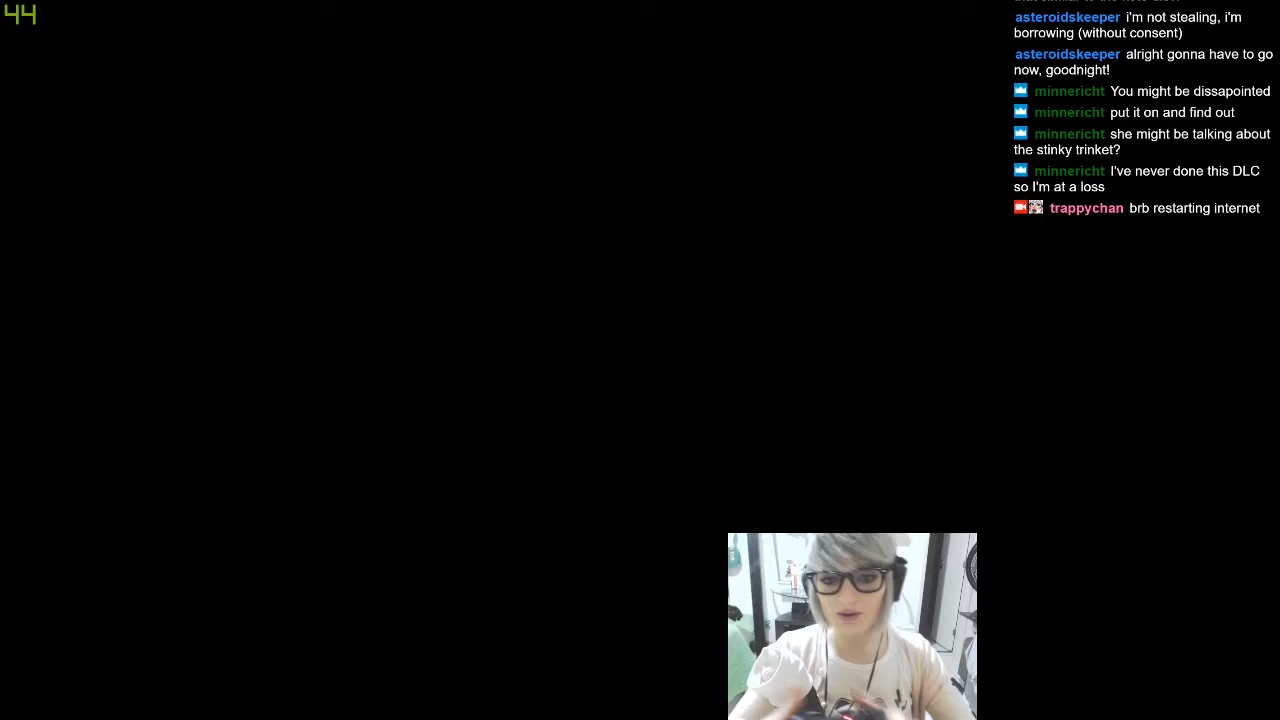 44
asteroidskeeper i'm not stealing, i'm
borrowing (without consent)
asteroidskeeper alright gonna have to go
now, goodnight!
minnericht You might be dissapointed
minnericht put it on and find out
minnericht she might be talking about
the stinky trinket?
minnericht I've never done this DLC
so I'm at a loss
trappychan brb restarting internet